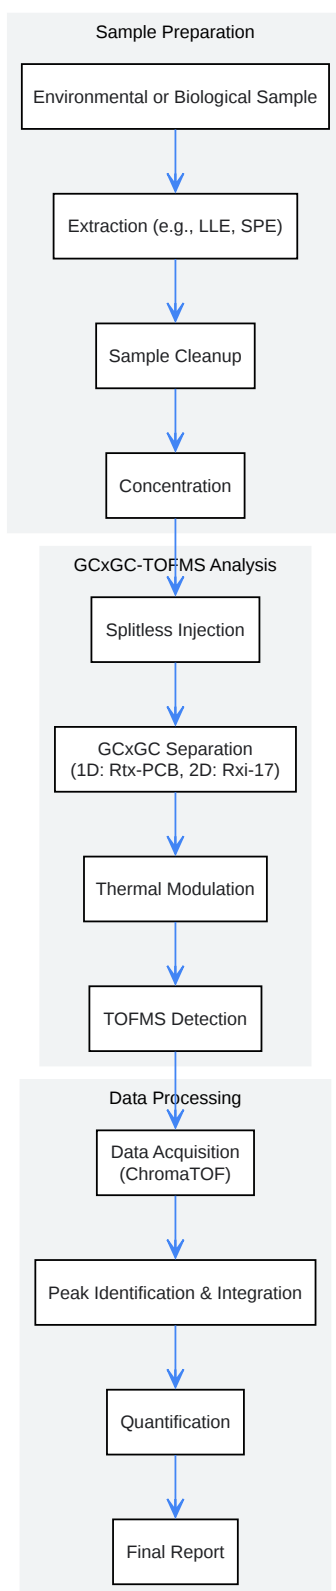 Sample Preparation
Environmental or Biological Sample
Extraction (e.g., LLE, SPE)
Sample Cleanup
Concentration
GCxGC-TOFMS Analysis
Splitless Injection
GCxGC Separation
(1D: Rtx-PCB, 2D: Rxi-17)
Thermal Modulation
TOFMS Detection
Data Processing
Data Acquisition
(ChromaTOF)
Peak Identification & Integration
Quantification
Final Report